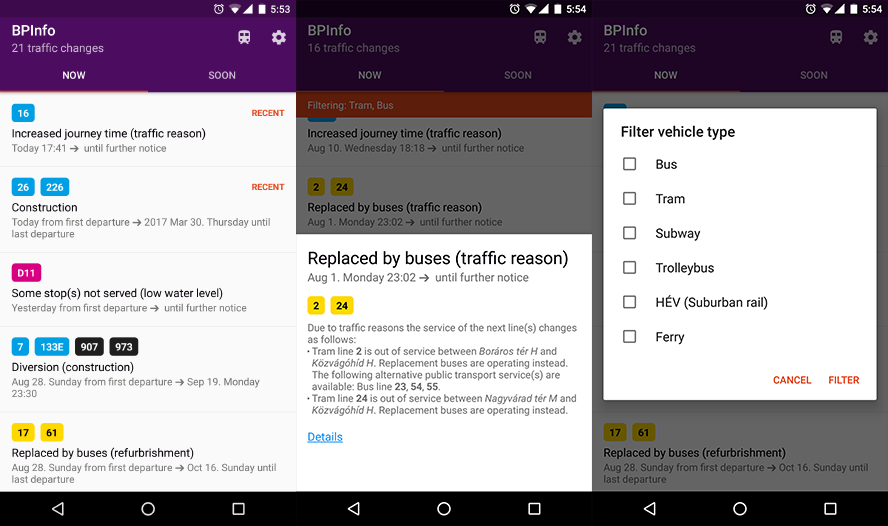 5:53
BPInfo
21 traffic changes
NOW
SOON
16
RECENT
Increased journey time (traffic reason)
Today 17:41 ➔ until further notice
26 226
RECENT
Construction
Today from first departure ➔ 2017 Mar 30. Thursday until
last departure
D11
Some stop(s) not served (low water level)
Yesterday from first departure ➔ until further notice
7 133E 907 973
Diversion (construction)
Aug 28. Sunday from first departure ➔ Sep 19. Monday
23:30
17 61
Replaced by buses (refurbrishment)
Aug 28. Sunday from first departure ➔ Oct 16. Sunday until
last departure
5:54
BPInfo
16 traffic changes
NOW
SOON
Filtering: Tram, Bus
Increased journey time (traffic reason)
Aug 10. Wednesday 18:18 ➔ until further notice
2 24
Replaced by buses (traffic reason)
Aug 1. Monday 23:02 ➔ until further notice
Replaced by buses (traffic reason)
Aug 1. Monday 23:02 ➔ until further notice
2 24
Due to traffic reasons the service of the next line(s) changes
as follows:
• Tram line 2 is out of service between Boráros tér H and
Közvágóhíd H. Replacement buses are operating instead.
The following alternative public transport service(s) are
available: Bus line 23, 54, 55.
• Tram line 24 is out of service between Nagyvárad tér M and
Közvágóhíd H. Replacement buses are operating instead.
Details
5:54
BPInfo
21 traffic changes
NOW
SOON
Filter vehicle type
Bus
Tram
Subway
Trolleybus
HÉV (Suburban rail)
Ferry
CANCEL
FILTER
17 61
Replaced by buses (refurbrishment)
Aug 28. Sunday from first departure ➔ Oct 16. Sunday until
last departure